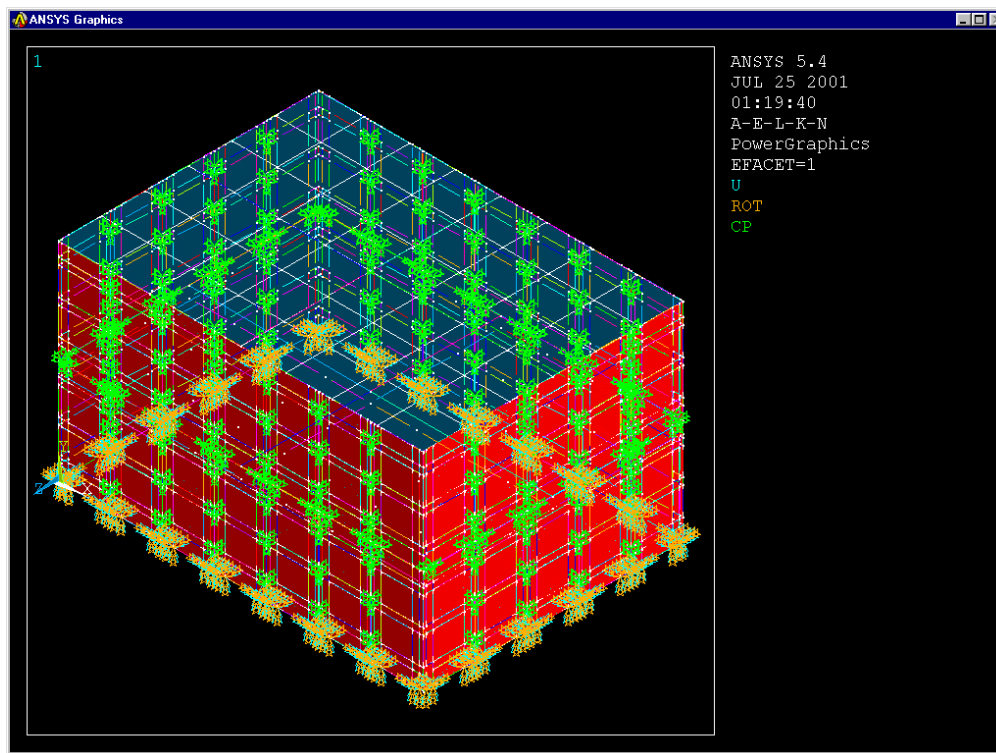 ANSYS Graphics
1
ANSYS 5.4
JUL 25 2001
01:19:40
A-E-L-K-N
PowerGraphics
EFACET=1
U
ROT
CP
Y
Z
X